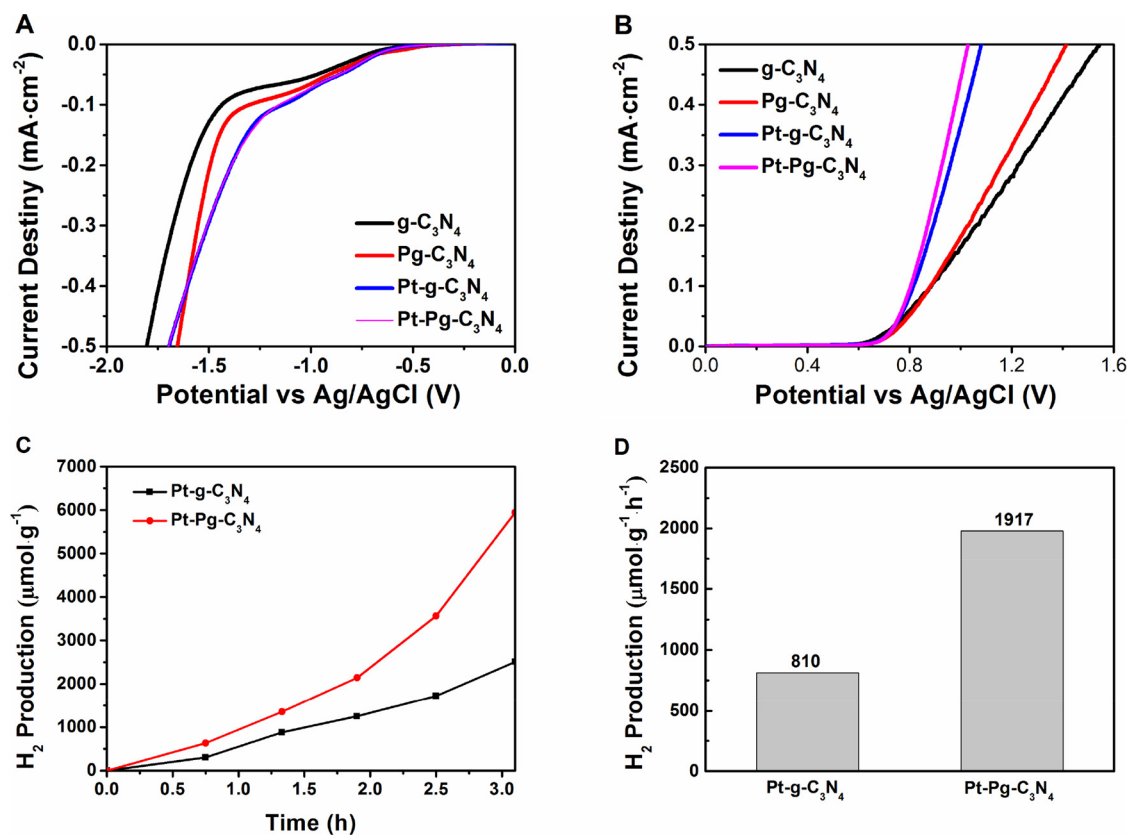 A
0.0
-0.1
-0.2
-0.3
-0.4
-0.5
-2.0
-1.5
-1.0
-0.5
0.0
Current Destiny (mA·cm⁻²)
Potential vs Ag/AgCl (V)
g-C₃N₄
Pg-C₃N₄
Pt-g-C₃N₄
Pt-Pg-C₃N₄
B
0.5
0.4
0.3
0.2
0.1
0.0
0.0
0.4
0.8
1.2
1.6
Current Destiny (mA·cm⁻²)
Potential vs Ag/AgCl (V)
g-C₃N₄
Pg-C₃N₄
Pt-g-C₃N₄
Pt-Pg-C₃N₄
C
7000
6000
5000
4000
3000
2000
1000
0
0.0
0.5
1.0
1.5
2.0
2.5
3.0
H₂ Production (μmol·g⁻¹)
Time (h)
Pt-g-C₃N₄
Pt-Pg-C₃N₄
D
2500
2000
1500
1000
500
0
H₂ Production (μmol·g⁻¹·h⁻¹)
810
1917
Pt-g-C₃N₄
Pt-Pg-C₃N₄